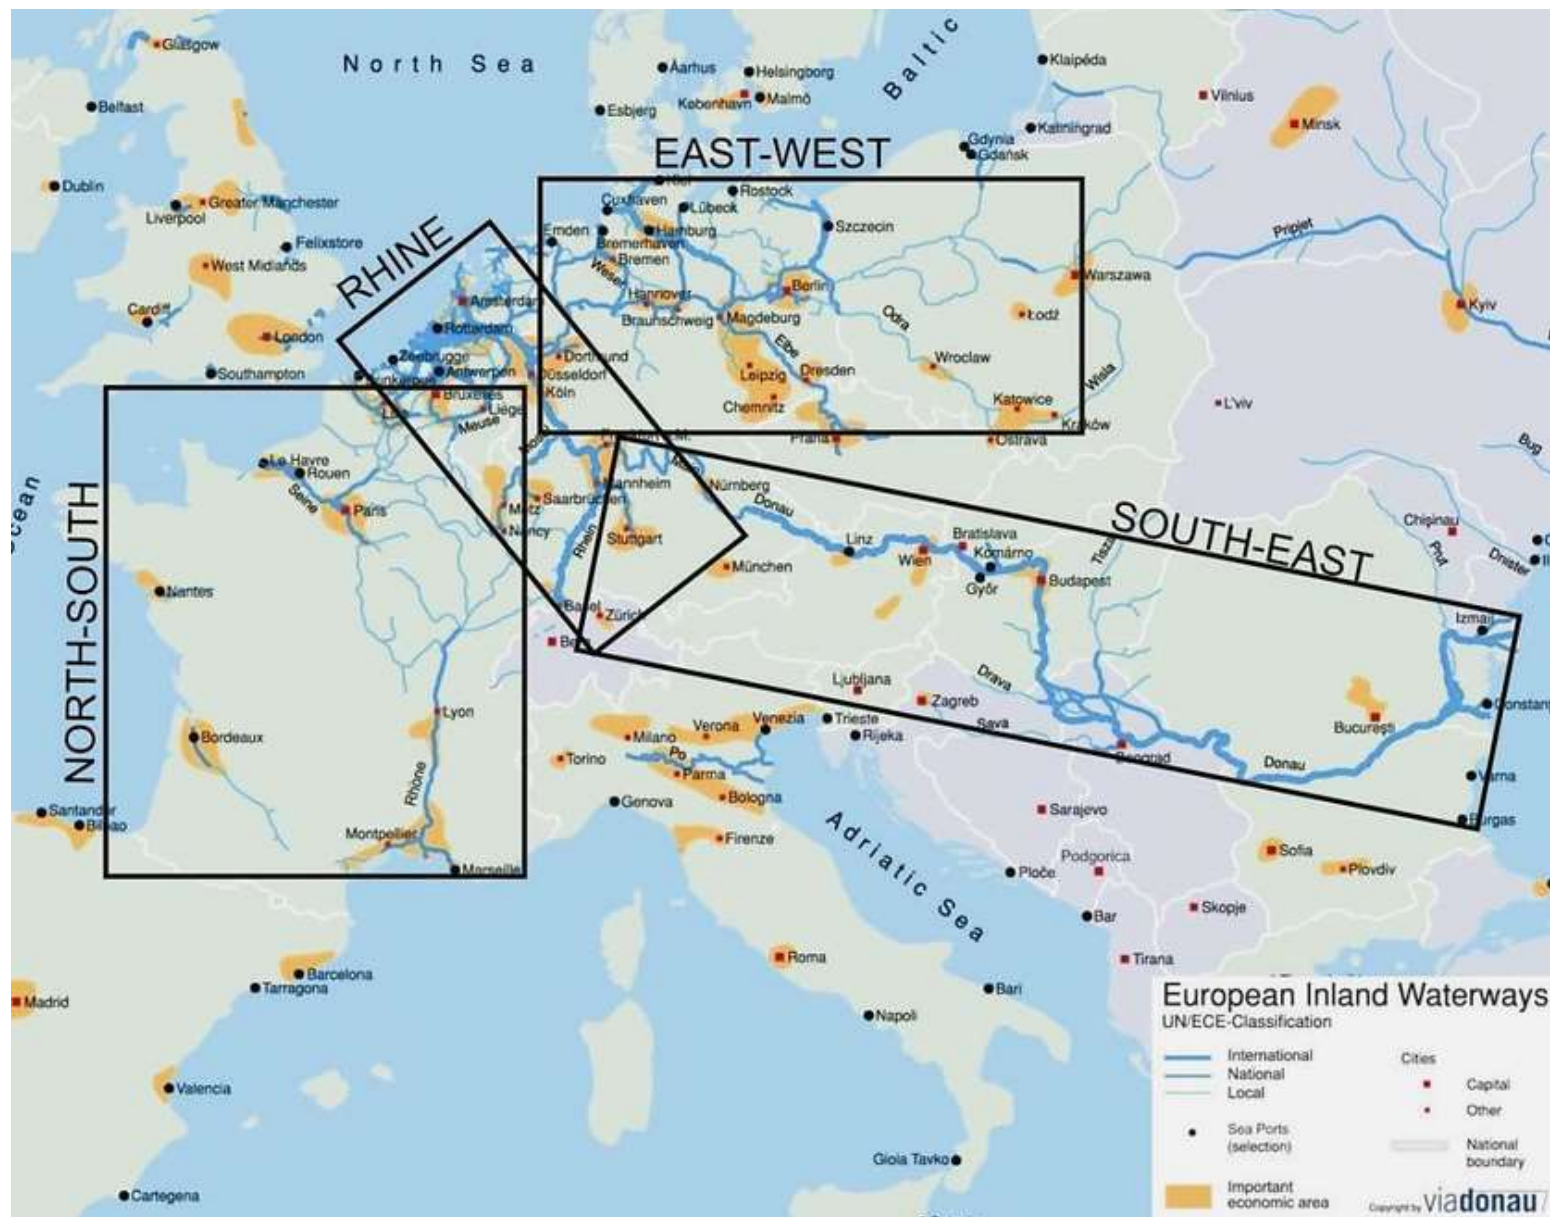 Glasgow
North Sea
Baltic
Aarhus
Helsingborg
København
Malmö
Esbjerg
Klaipéda
Vilnius
Minsk
Kaliningrad
Gdynia
Gdańsk
Belfast
EAST-WEST
Dublin
Greater Manchester
Liverpool
Kiel
Rostock
Cuxhaven
Lübeck
Szczecin
Pripjet
Felixstore
RHINE
Emden
Hamburg
Bremerhaven
Bremen
Weser
West Midlands
Warszawa
Berlin
Hannover
Amsterdam
Łodź
Kyiv
Cardiff
London
Rotterdam
Braunschweig
Magdeburg
Odra
Elbe
Zeebrugge
Dortmund
Wroclaw
Southampton
Antwerpen
Düsseldorf
Leipzig
Dresden
Wisla
Bruxelles
Köln
Chemnitz
Katowice
L'viv
Liège
Meuse
Kraków
Praha
Ostrava
Bug
Ocean
Le Havre
Rouen
Seine
Paris
Mannheim
Nürnberg
Saarbrücken
Metz
Nancy
Donau
NORTH-SOUTH
SOUTH-EAST
Rhein
Stuttgart
Linz
Bratislava
Komárno
Wien
Győr
Tisza
Chişinau
Prut
Dnister
München
Budapest
Nantes
Basel
Zürich
Izmail
Ljubljana
Drava
Zagreb
Lyon
Bordeaux
Venezia
Verona
Trieste
Sava
Bucureşti
Milano
Rijeka
Torino
Po
Beograd
Donau
Rhône
Parma
Varna
Bologna
Genova
Santander
Bilbao
Sarajevo
Burgas
Montpellier
Firenze
Adriatic Sea
Marseille
Podgorica
Ploče
Sofia
Plovdiv
Skopje
Bar
Roma
Tirana
Barcelona
Tarragona
Madrid
Bari
Napoli
Valencia
Gioia Tavko
Cartegena
European Inland Waterways
UN/ECE-Classification
International
National
Local
Cities
Capital
Other
Sea Ports
(selection)
National
boundary
Important
economic area
Copyright by viadonau